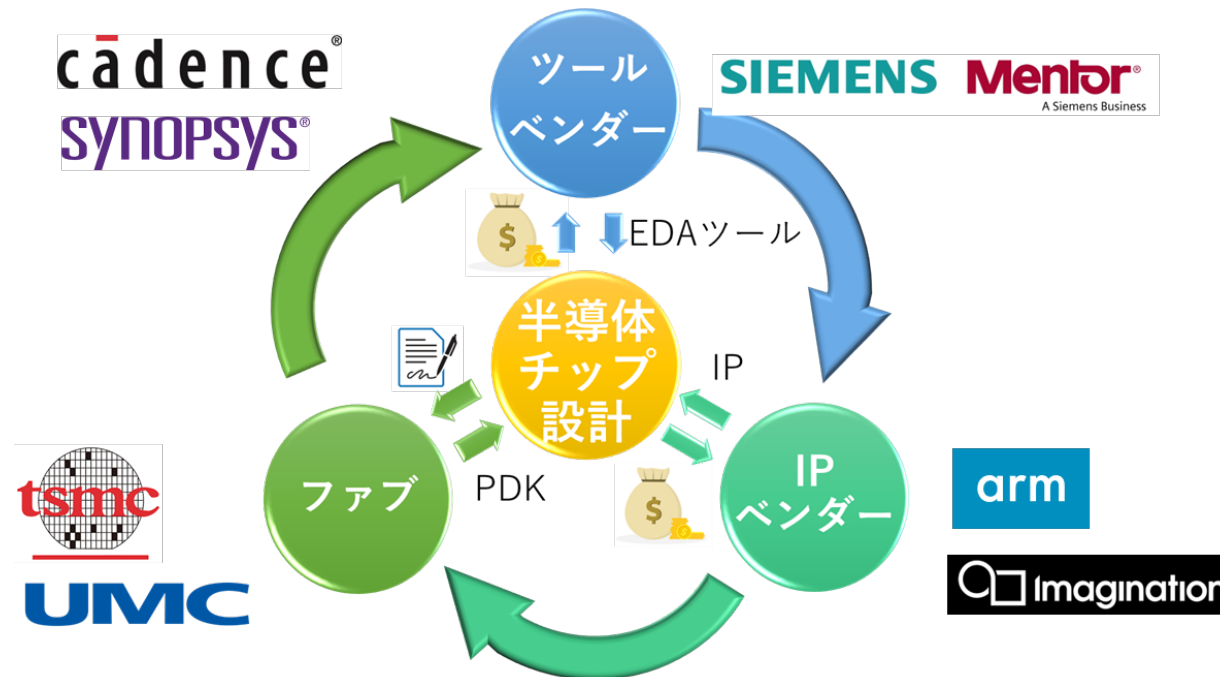 cādence®
SYNOPSYS®
ツール
ベンダー
SIEMENS
Mentor®
A Siemens Business
$
EDAツール
半導体
チップ
設計
IP
ファブ
PDK
$
IP
ベンダー
tsmc
UMC
arm
Imagination